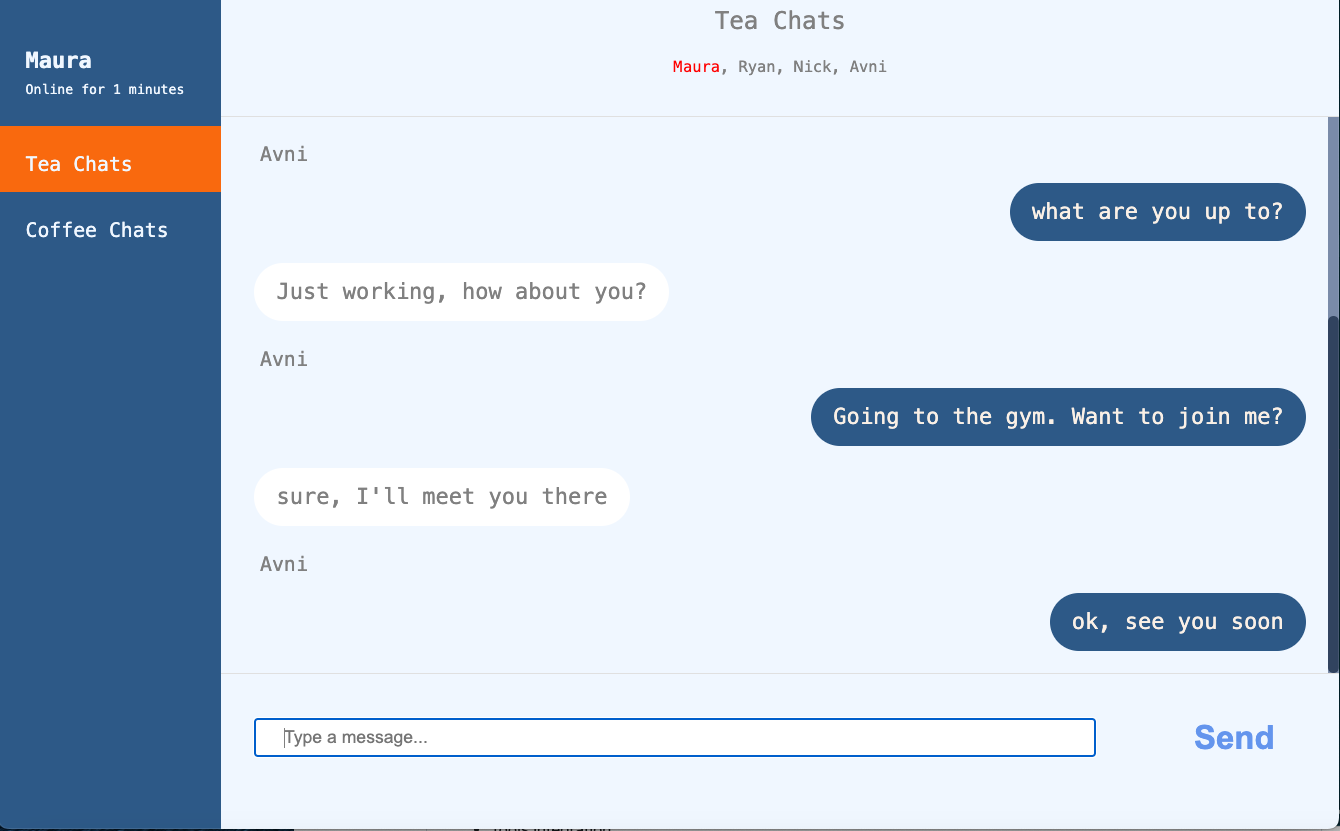 Maura
Online for 1 minutes
Tea Chats
Coffee Chats
Tea Chats
Maura, Ryan, Nick, Avni
Avni
what are you up to?
Just working, how about you?
Avni
Going to the gym. Want to join me?
sure, I'll meet you there
Avni
ok, see you soon
Type a message...
Send